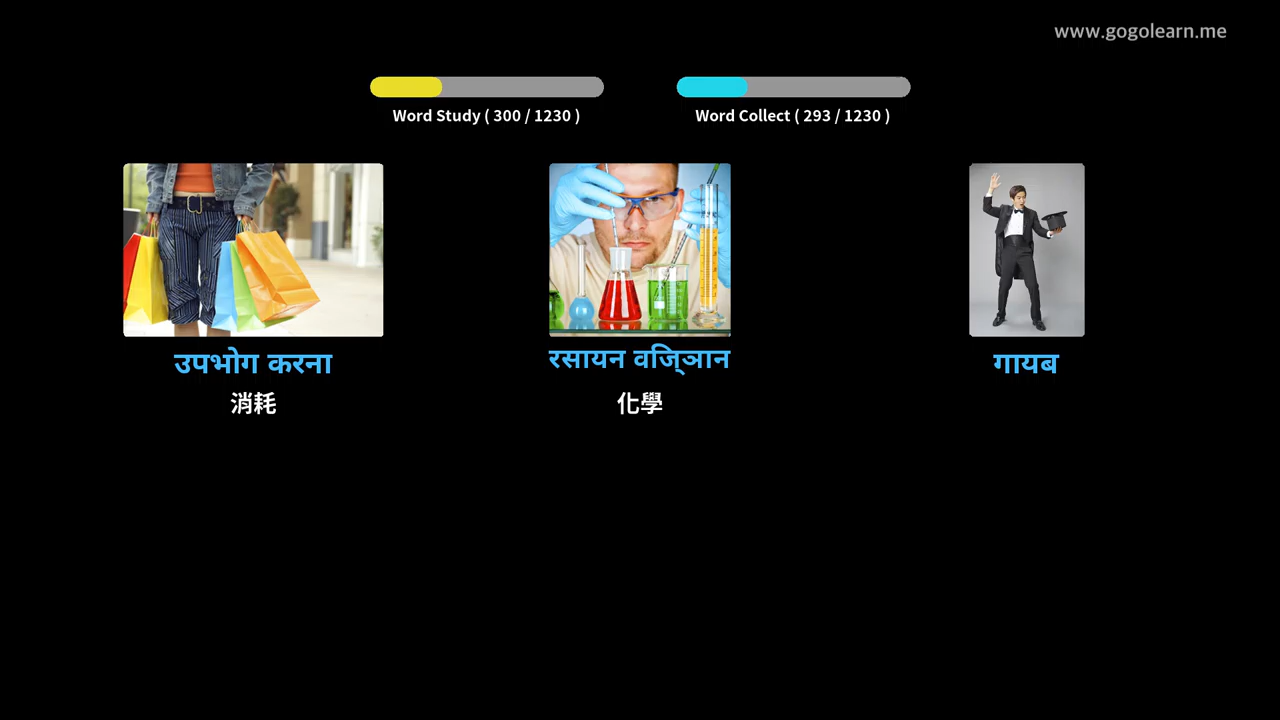 www.gogolearn.me
Word Study ( 300 / 1230 )
Word Collect ( 293 / 1230 )
उपभोग करना
रसायन वजि्ञान
गायब
消耗
化學